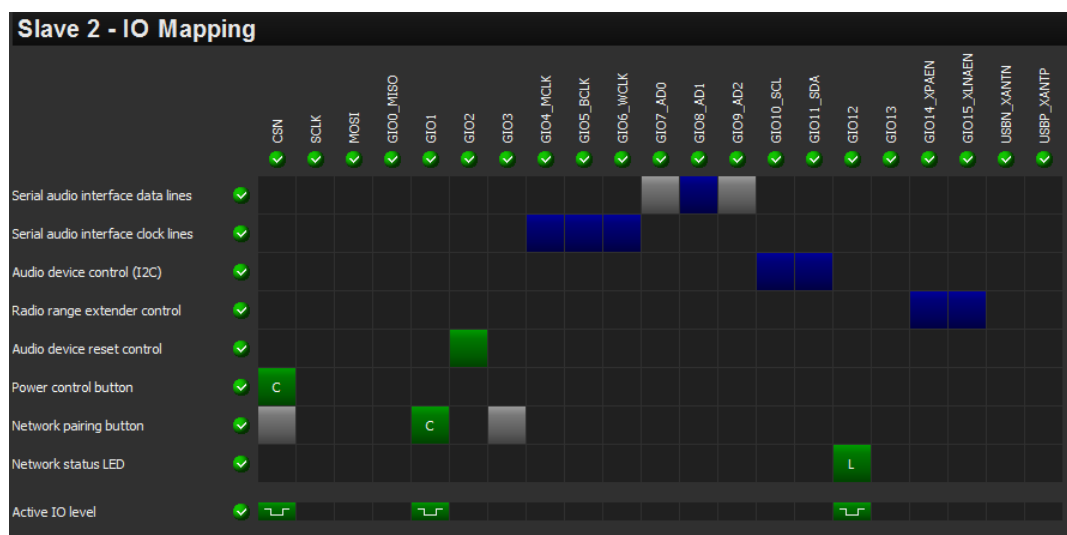 Slave 2 - IO Mapping
CSN
SCLK
MOSI
GIO0_MISO
GIO1
GIO2
GIO3
GIO4_MCLK
GIO5_BCLK
GIO6_WCLK
GIO7_AD0
GIO8_AD1
GIO9_AD2
GIO10_SCL
GIO11_SDA
GIO12
GIO13
GIO14_XPAEN
GIO15_XLNAEN
USBN_XANTN
USBP_XANTP
Serial audio interface data lines
Serial audio interface clock lines
Audio device control (I2C)
Radio range extender control
Audio device reset control
Power control button C
Network pairing button C
Network status LED L
Active IO level